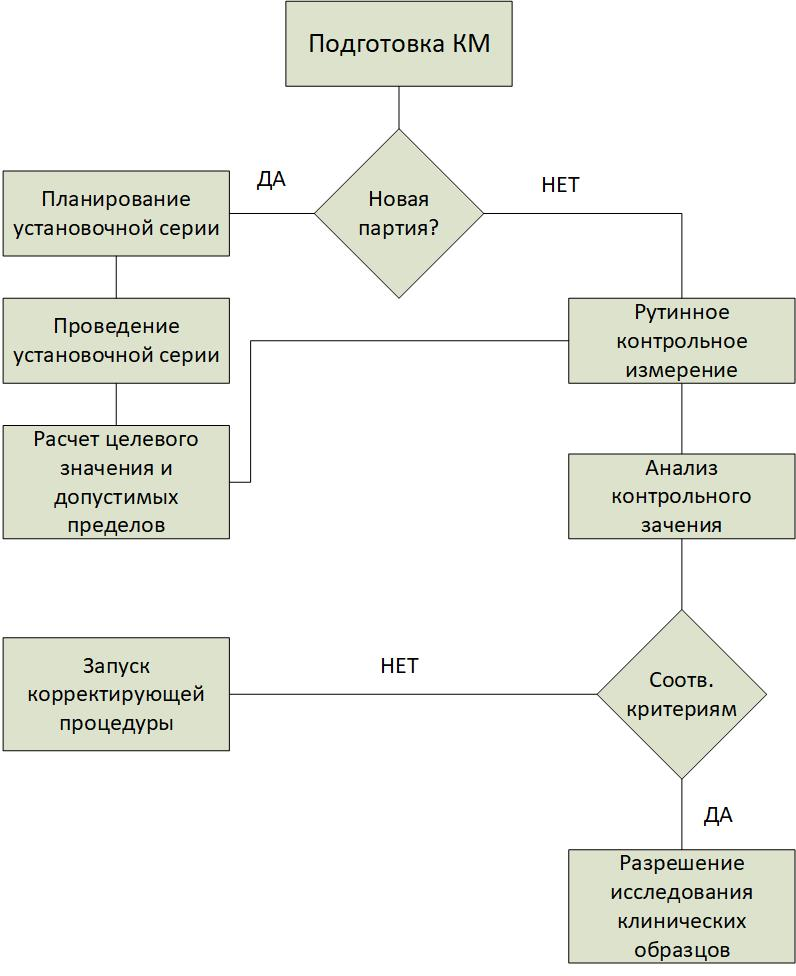 Подготовка КМ
ДА
НЕТ
Новая
партия?
Планирование
установочной серии
Проведение
установочной серии
Рутинное
контрольное
измерение
Расчет целевого
значения и
допустимых
пределов
Анализ
контрольного
зачения
Запуск
корректирующей
процедуры
НЕТ
Соотв.
критериям
ДА
Разрешение
исследования
клинических
образцов